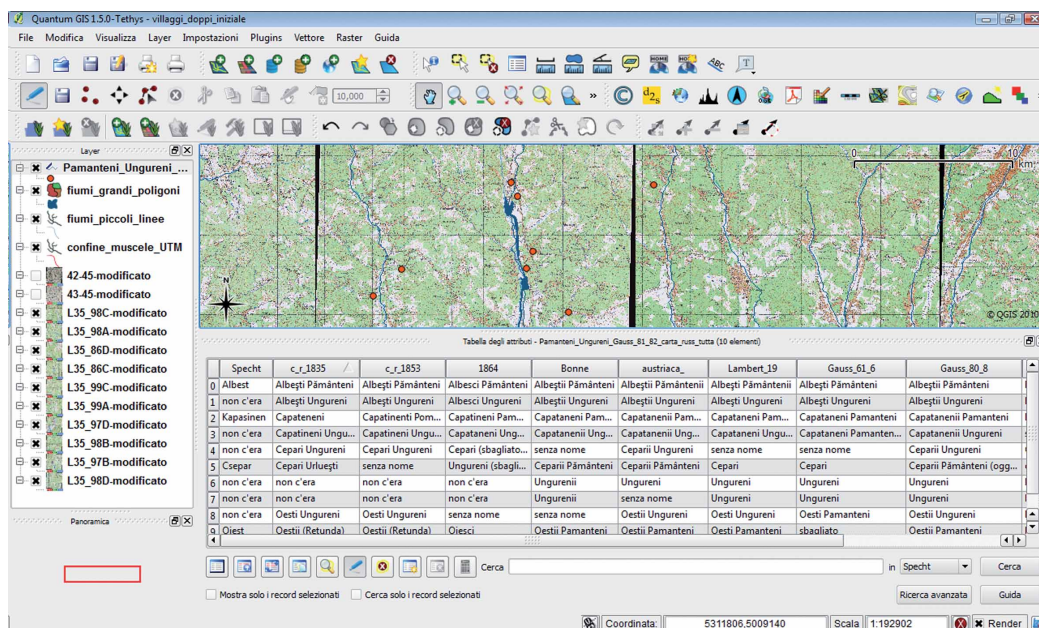 Quantum GIS 1.5.0-Tethys - villaggi_doppi_iniziale
File Modifica Visualizza Layer Impostazioni Plugins Vettore Raster Guida
10,000
Layer
Pamanteni_Ungureni_...
fiumi_grandi_poligoni
fiumi_piccoli_linee
confine_muscele_UTM
42-45-modificato
43-45-modificato
L35_98C-modificato
L35_98A-modificato
L35_86D-modificato
L35_86C-modificato
L35_99C-modificato
L35_99A-modificato
L35_97D-modificato
L35_98B-modificato
L35_97B-modificato
L35_98D-modificato
Panoramica
0 10
km
N
© QGIS 2010
Tabella degli attributi - Pamanteni_Ungureni_Gauss_81_82_carta_russ_tutta (10 elementi)
Specht c_r_1835 c_r_1853 1864 Bonne austriaca_ Lambert_19 Gauss_61_6 Gauss_80_8
0 Albest Albeşti Pământeni Albeşti Pământeni Albesci Pământeni Albeştii Pământeni Albeştii Pământenii Albeştii Pământenii Albeştii Pământeni Albeştii Pământeni
1 non c'era Albeşti Ungureni Albeşti Ungureni Albesci Ungureni Albeştii Ungureni Albeştii Ungureni Albeştii Ungureni Albeştii Ungureni Albeştii Ungureni
2 Kapasinen Capateneni Capatinenti Pom... Capatineni Pam... Capataneni Pam... Capatanenii Pam... Capataneni Pam... Capataneni Pamanteni Capatanenii Pamanteni
3 non c'era Capatineni Ungu... Capatineni Ungu... Capatineni Ung... Capatanenii Ung... Capatanenii Ung... Capataneni Ungu... Capataneni Pamanten... Capatanenii Ungureni
4 non c'era Cepari Ungureni Cepari Ungureni Cepari (sbagliato... senza nome Ceparii Ungureni senza nome senza nome Ceparii Ungureni
5 Csepar Cepari Urlueşti senza nome Ungureni (sbagli... Ceparii Pământeni Ceparii Pământeni Cepari Cepari Ceparii Pământeni (ogg...
6 non c'era non c'era non c'era non c'era Ungurenii Ungureni Ungureni Ungureni Ungureni
7 non c'era non c'era non c'era non c'era Ungurenii senza nome Ungureni Ungureni Ungureni
8 non c'era Oesti Ungureni Oesti Ungureni senza nome senza nome Oestii Ungureni Oesti Ungureni Oesti Pamanteni Oestii Ungureni
9 Oiest Oestii (Retunda) Oestii (Retunda) Oiesci Oestii Pamanteni Oestii Pamanteni Oesti Pamanteni sbagliato Oestii Pamanteni
Cerca in Specht Cerca
Mostra solo i record selezionati Cerca solo i record selezionati Ricerca avanzata Guida
Coordinata: 5311806,5009140 Scala 1:192902 Render